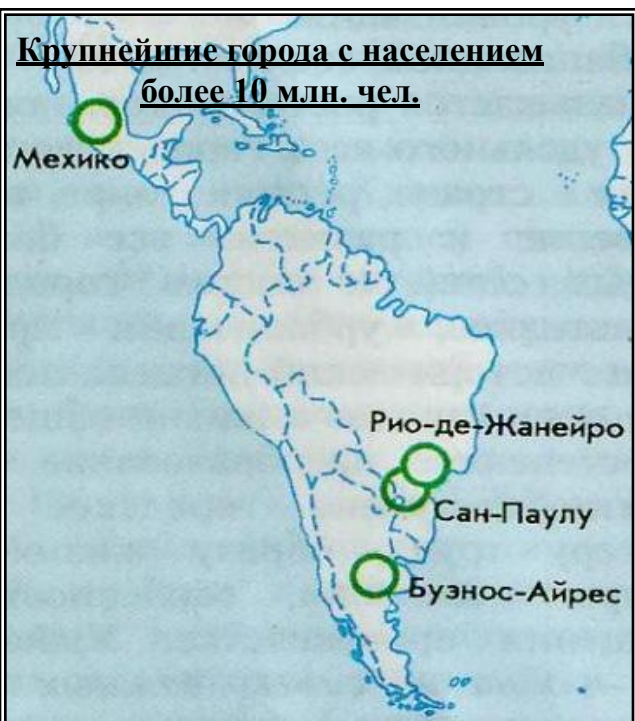 Крупнейшие города с населением
более 10 млн. чел.
Мехико
Рио-де-Жанейро
Сан-Паулу
Буэнос-Айрес